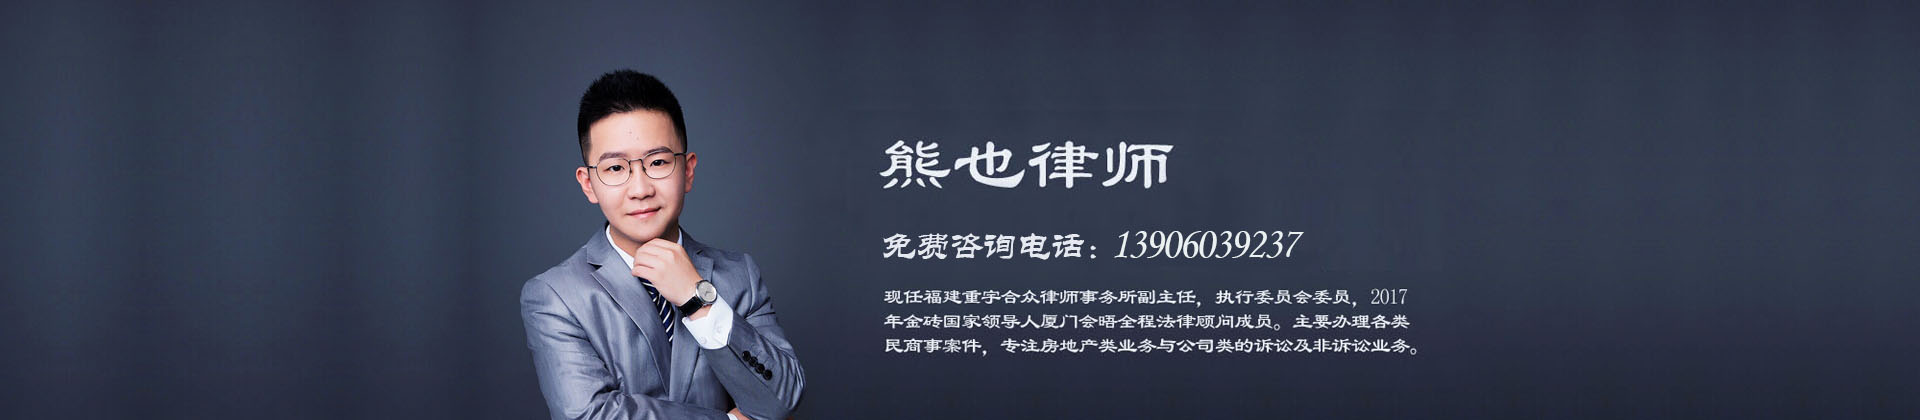 熊也律师
免费咨询电话：13906039237
现任福建重宇合众律师事务所副主任，执行委员会委员，2017
年金砖国家领导人厦门会晤全程法律顾问成员。主要办理各类
民商事案件，专注房地产类业务与公司类的诉讼及非诉讼业务。